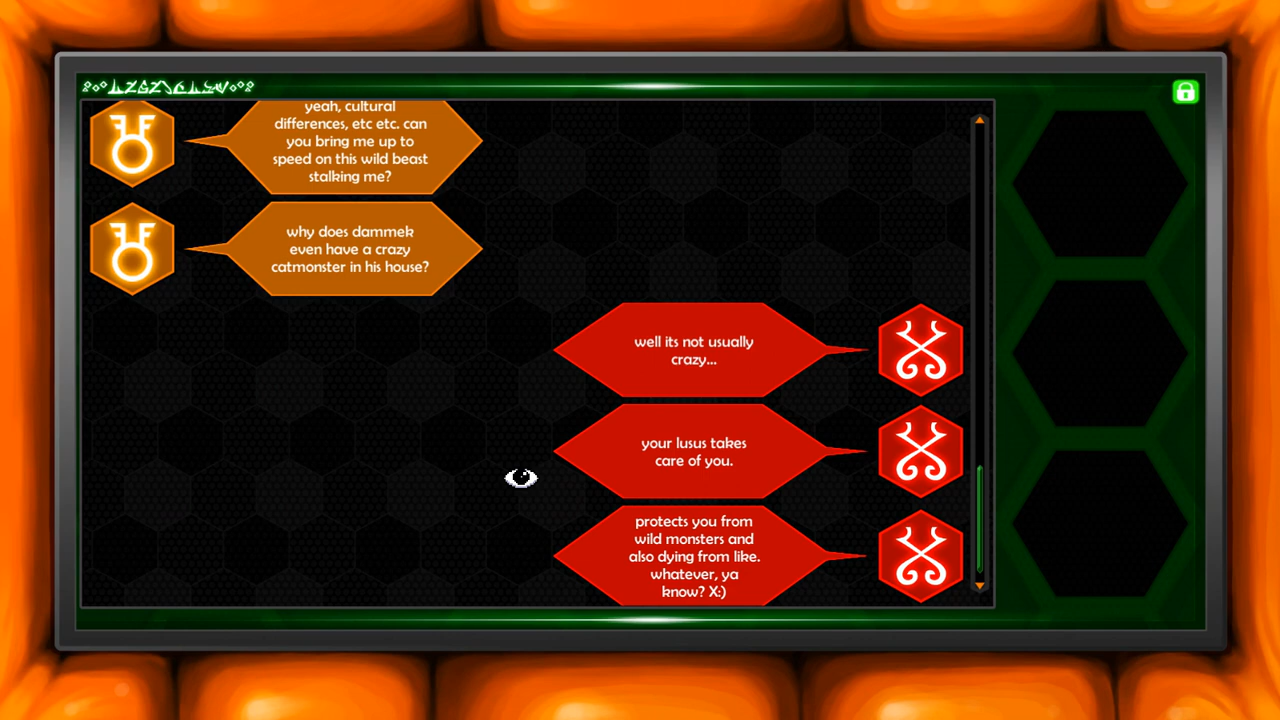 yeah, cultural
differences, etc etc. can
you bring me up to
speed on this wild beast
stalking me?
why does dammek
even have a crazy
catmonster in his house?
well its not usually
crazy...
your lusus takes
care of you.
protects you from
wild monsters and
also dying from like.
whatever, ya
know? X:)